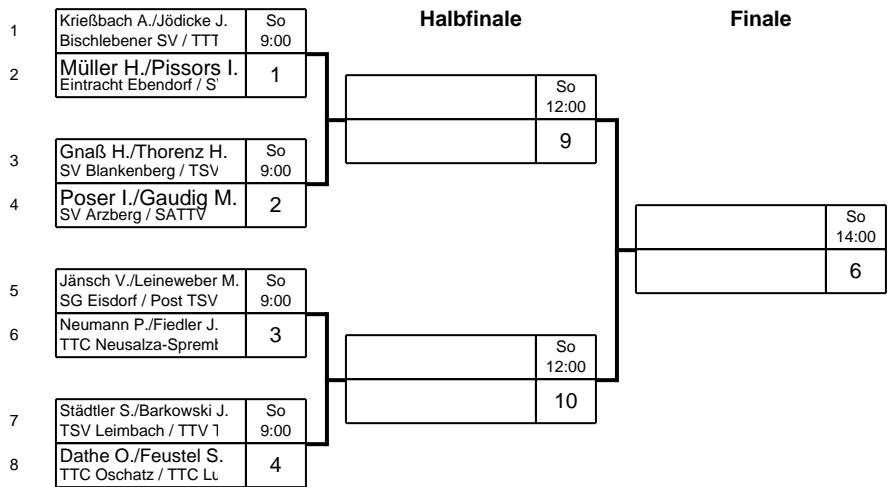 Halbfinale
Finale
1
Krießbach A./Jödicke J.
So
Bischlebener SV / TTT
9:00
2
Müller H./Pissors I.
1
Eintracht Ebendorf /
So
12:00
9
3
Gnaß H./Thorenz H.
So
SV Blankenberg / TSV
9:00
4
Poser I./Gaudig M.
2
SV Arzberg / SATTV
So
14:00
6
5
Jänsch V./Leineweber M.
So
SG Eisdorf / Post TSV
9:00
6
Neumann P./Fiedler J.
3
TTC Neusalza-Spremb
So
12:00
10
7
Städtler S./Barkowski J.
So
TSV Leimbach / TTV
9:00
8
Dathe O./Feustel S.
4
TTC Oschatz / TTC Lu